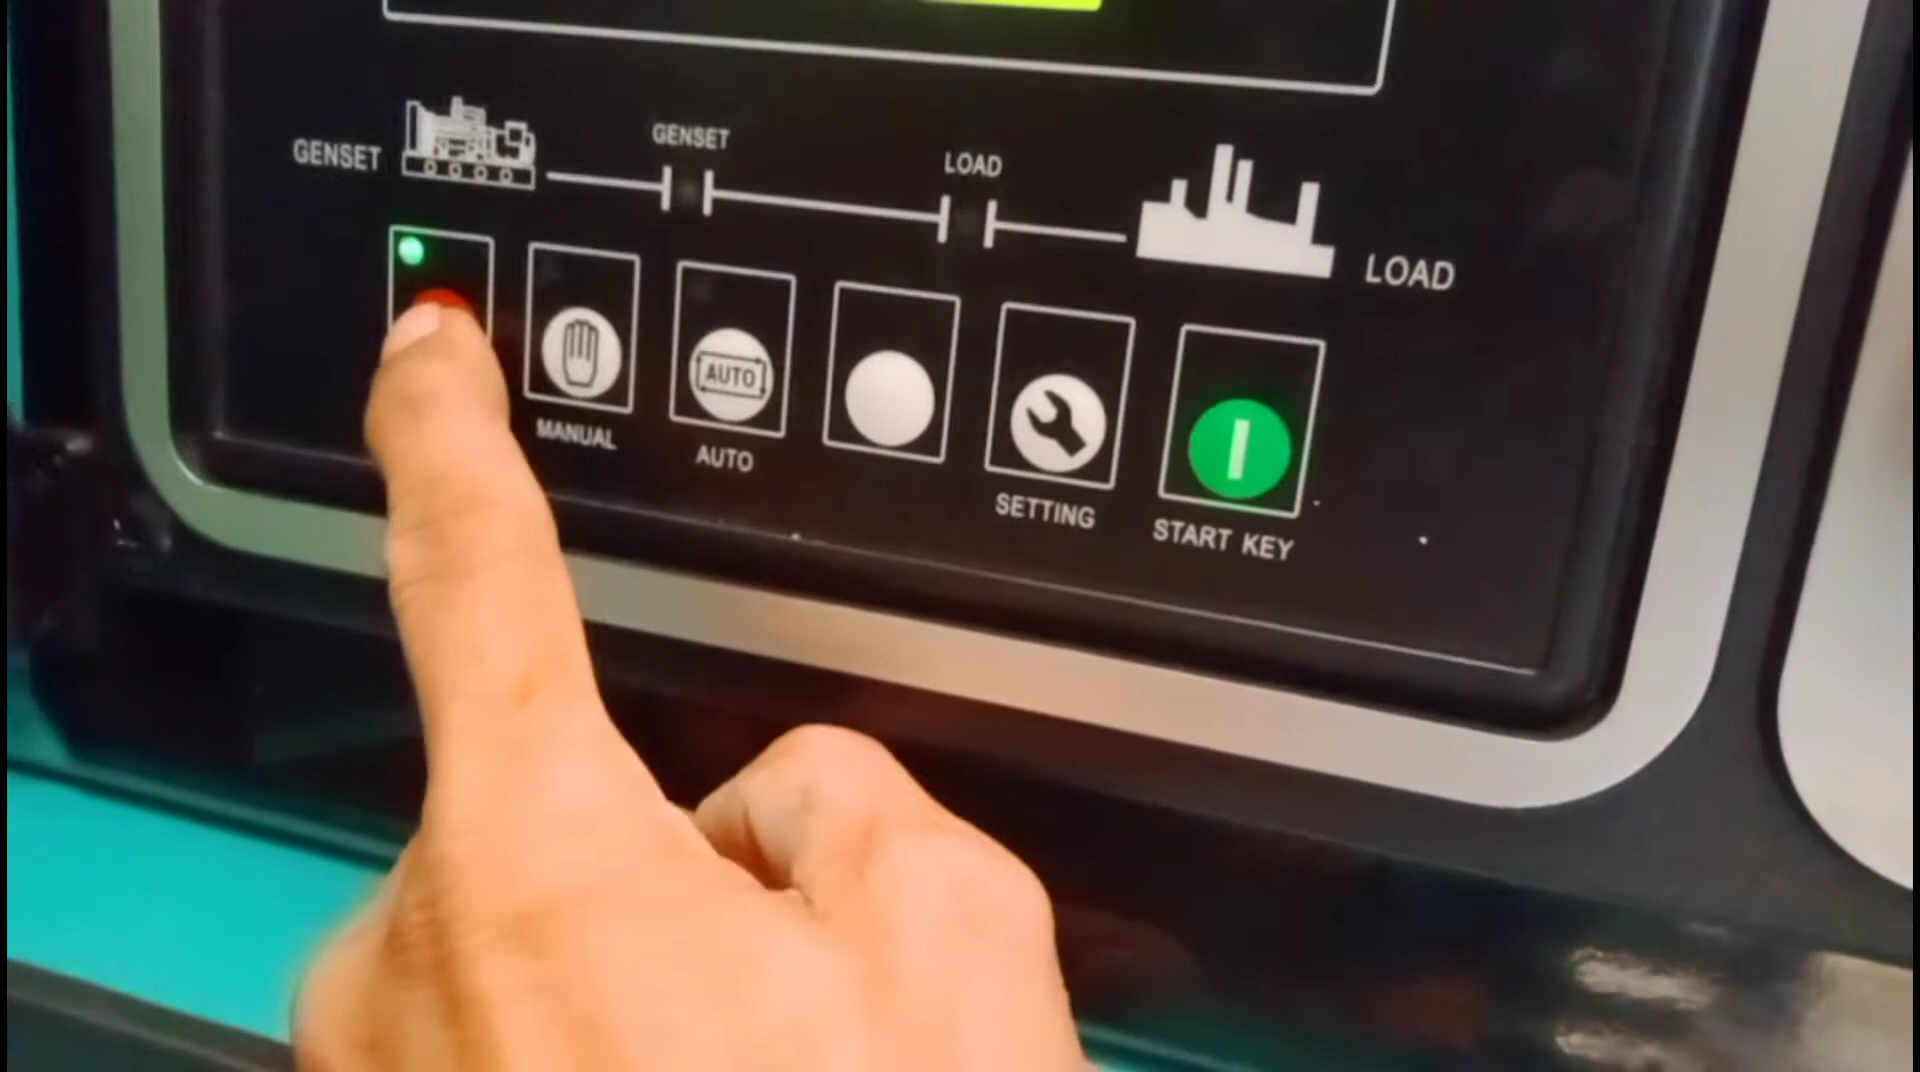 GENSET
GENSET
LOAD
LOAD
AUTO
MANUAL
AUTO
SETTING
START KEY